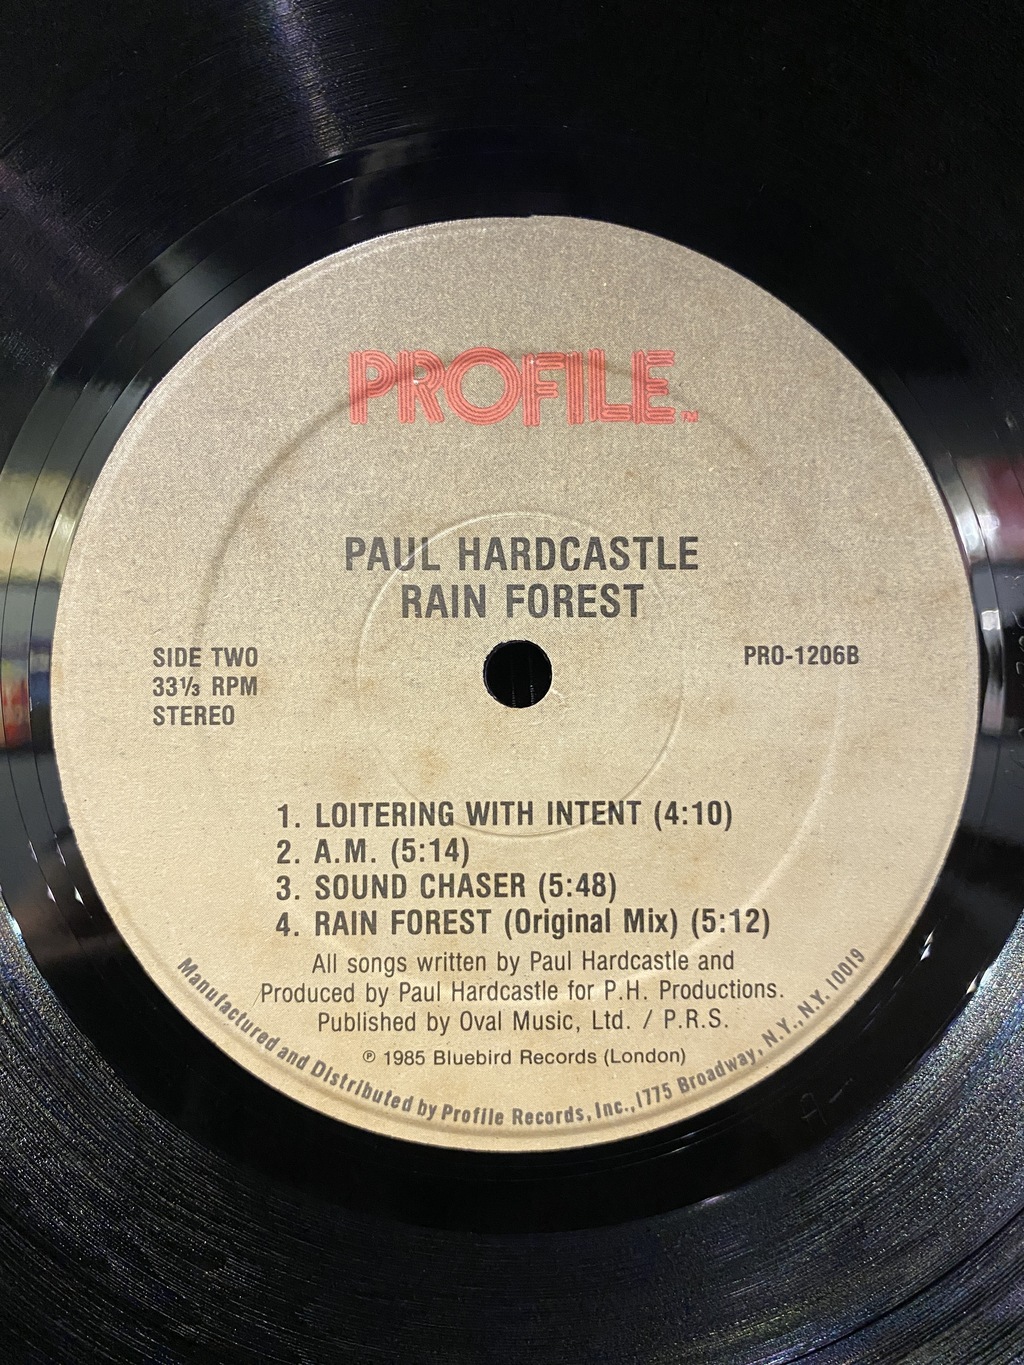 PROFILE™
PAUL HARDCASTLE
RAIN FOREST
SIDE TWO
33⅓ RPM
STEREO
PRO-1206B
1. LOITERING WITH INTENT (4:10)
2. A.M. (5:14)
3. SOUND CHASER (5:48)
4. RAIN FOREST (Original Mix) (5:12)
All songs written by Paul Hardcastle and
Produced by Paul Hardcastle for P.H. Productions.
Published by Oval Music, Ltd. / P.R.S.
℗ 1985 Bluebird Records (London)
Manufactured and Distributed by Profile Records, Inc., 1775 Broadway, N.Y., N.Y. 10019